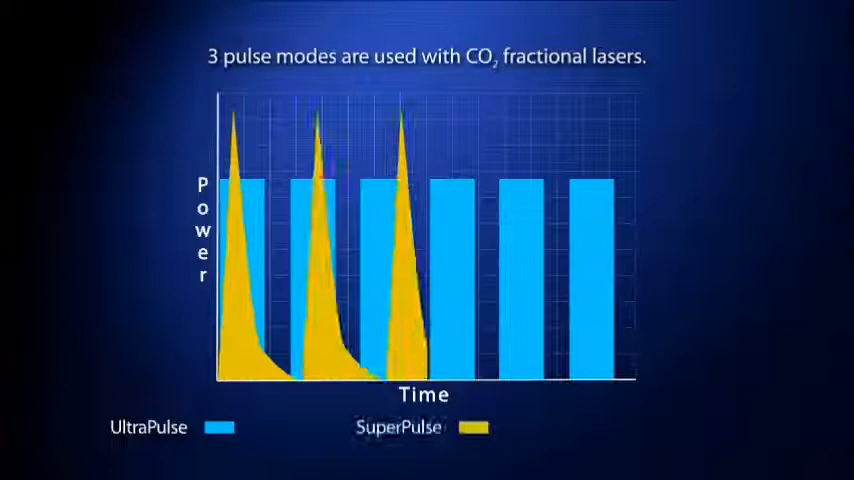 3 pulse modes are used with CO₂ fractional lasers.
Power
Time
UltraPulse
SuperPulse